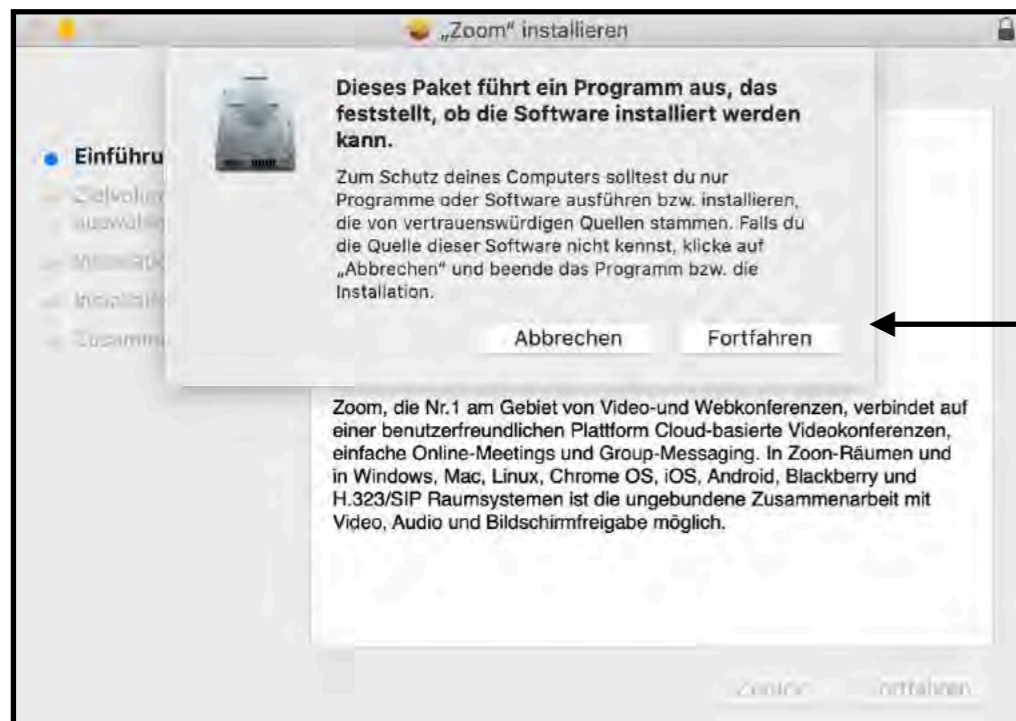 „Zoom“ installieren
Dieses Paket führt ein Programm aus, das
feststellt, ob die Software installiert werden
kann.
Zum Schutz deines Computers solltest du nur
Programme oder Software ausführen bzw. installieren,
die von vertrauenswürdigen Quellen stammen. Falls du
die Quelle dieser Software nicht kennst, klicke auf
„Abbrechen“ und beende das Programm bzw. die
Installation.
Abbrechen Fortfahren
Einführu
Zoom, die Nr.1 am Gebiet von Video-und Webkonferenzen, verbindet auf
einer benutzerfreundlichen Plattform Cloud-basierte Videokonferenzen,
einfache Online-Meetings und Group-Messaging. In Zoon-Räumen und
in Windows, Mac, Linux, Chrome OS, iOS, Android, Blackberry und
H.323/SIP Raumsystemen ist die ungebundene Zusammenarbeit mit
Video, Audio und Bildschirmfreigabe möglich.
Zurück Fortfahren